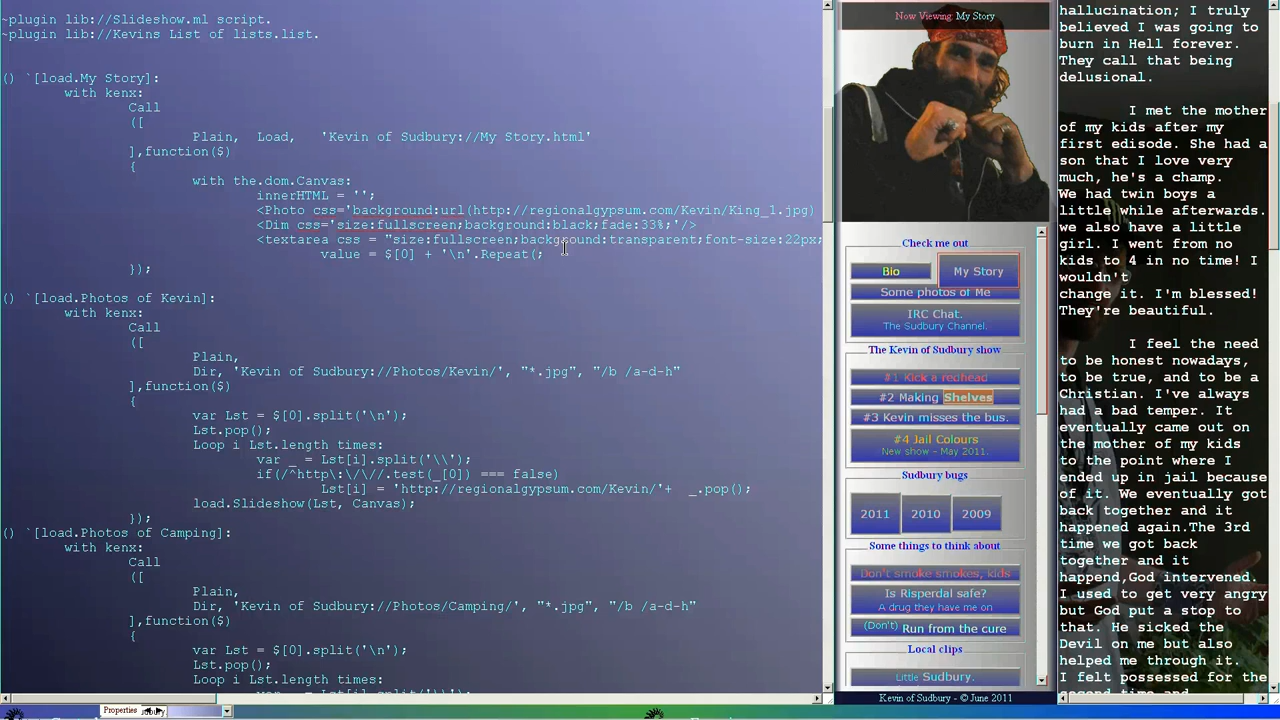 ~plugin lib://Slideshow.ml script.
~plugin lib://Kevins List of lists.list.
() `[load.My Story]:
with kenx:
Call
([
Plain,  Load,   'Kevin of Sudbury://My Story.html'
],function($)
{
with the.dom.Canvas:
innerHTML = '';
<Photo css='background:url(http://regionalgypsum.com/Kevin/King_1.jpg)
<Dim css='size:fullscreen;background:black;fade:33%;'/>
<textarea css = "size:fullscreen;background:transparent;font-size:22px;
value = $[0] + '\n'.Repeat(;
});
() `[load.Photos of Kevin]:
with kenx:
Call
([
Plain,
Dir, 'Kevin of Sudbury://Photos/Kevin/', "*.jpg", "/b /a-d-h"
],function($)
{
var Lst = $[0].split('\n');
Lst.pop();
Loop i Lst.length times:
var _ = Lst[i].split('\\');
if(/^http\:\/\//.test(_[0]) === false)
Lst[i] = 'http://regionalgypsum.com/Kevin/'+  _.pop();
load.Slideshow(Lst, Canvas);
});
() `[load.Photos of Camping]:
with kenx:
Call
([
Plain,
Dir, 'Kevin of Sudbury://Photos/Camping/', "*.jpg", "/b /a-d-h"
],function($)
{
var Lst = $[0].split('\n');
Lst.pop();
Loop i Lst.length times:
Properties
Now Viewing: My Story
Check me out
Bio
My Story
Some photos of Me
IRC Chat.
The Sudbury Channel.
The Kevin of Sudbury show
#1 Kick a redhead
#2 Making Shelves
#3 Kevin misses the bus.
#4 Jail Colours
New show - May 2011.
Sudbury bugs
2011 2010 2009
Some things to think about
Don't smoke smokes, kids
Is Risperdal safe?
A drug they have me on
(Don't) Run from the cure
Local clips
Little Sudbury.
Kevin of Sudbury - © June 2011
hallucination; I truly
believed I was going to
burn in Hell forever.
They call that being
delusional.
I met the mother
of my kids after my
first edisode. She had a
son that I love very
much, he's a champ.
We had twin boys a
little while afterwards.
we also have a little
girl. I went from no
kids to 4 in no time! I
wouldn't
change it. I'm blessed!
They're beautiful.
I feel the need
to be honest nowadays,
to be true, and to be a
Christian. I've always
had a bad temper. It
eventually came out on
the mother of my kids
to the point where I
ended up in jail because
of it. We eventually got
back together and it
happened again.The 3rd
time we got back
together and it
happend,God intervened.
I used to get very angry
but God put a stop to
that. He sicked the
Devil on me but also
helped me through it.
I felt possessed for the
second time and